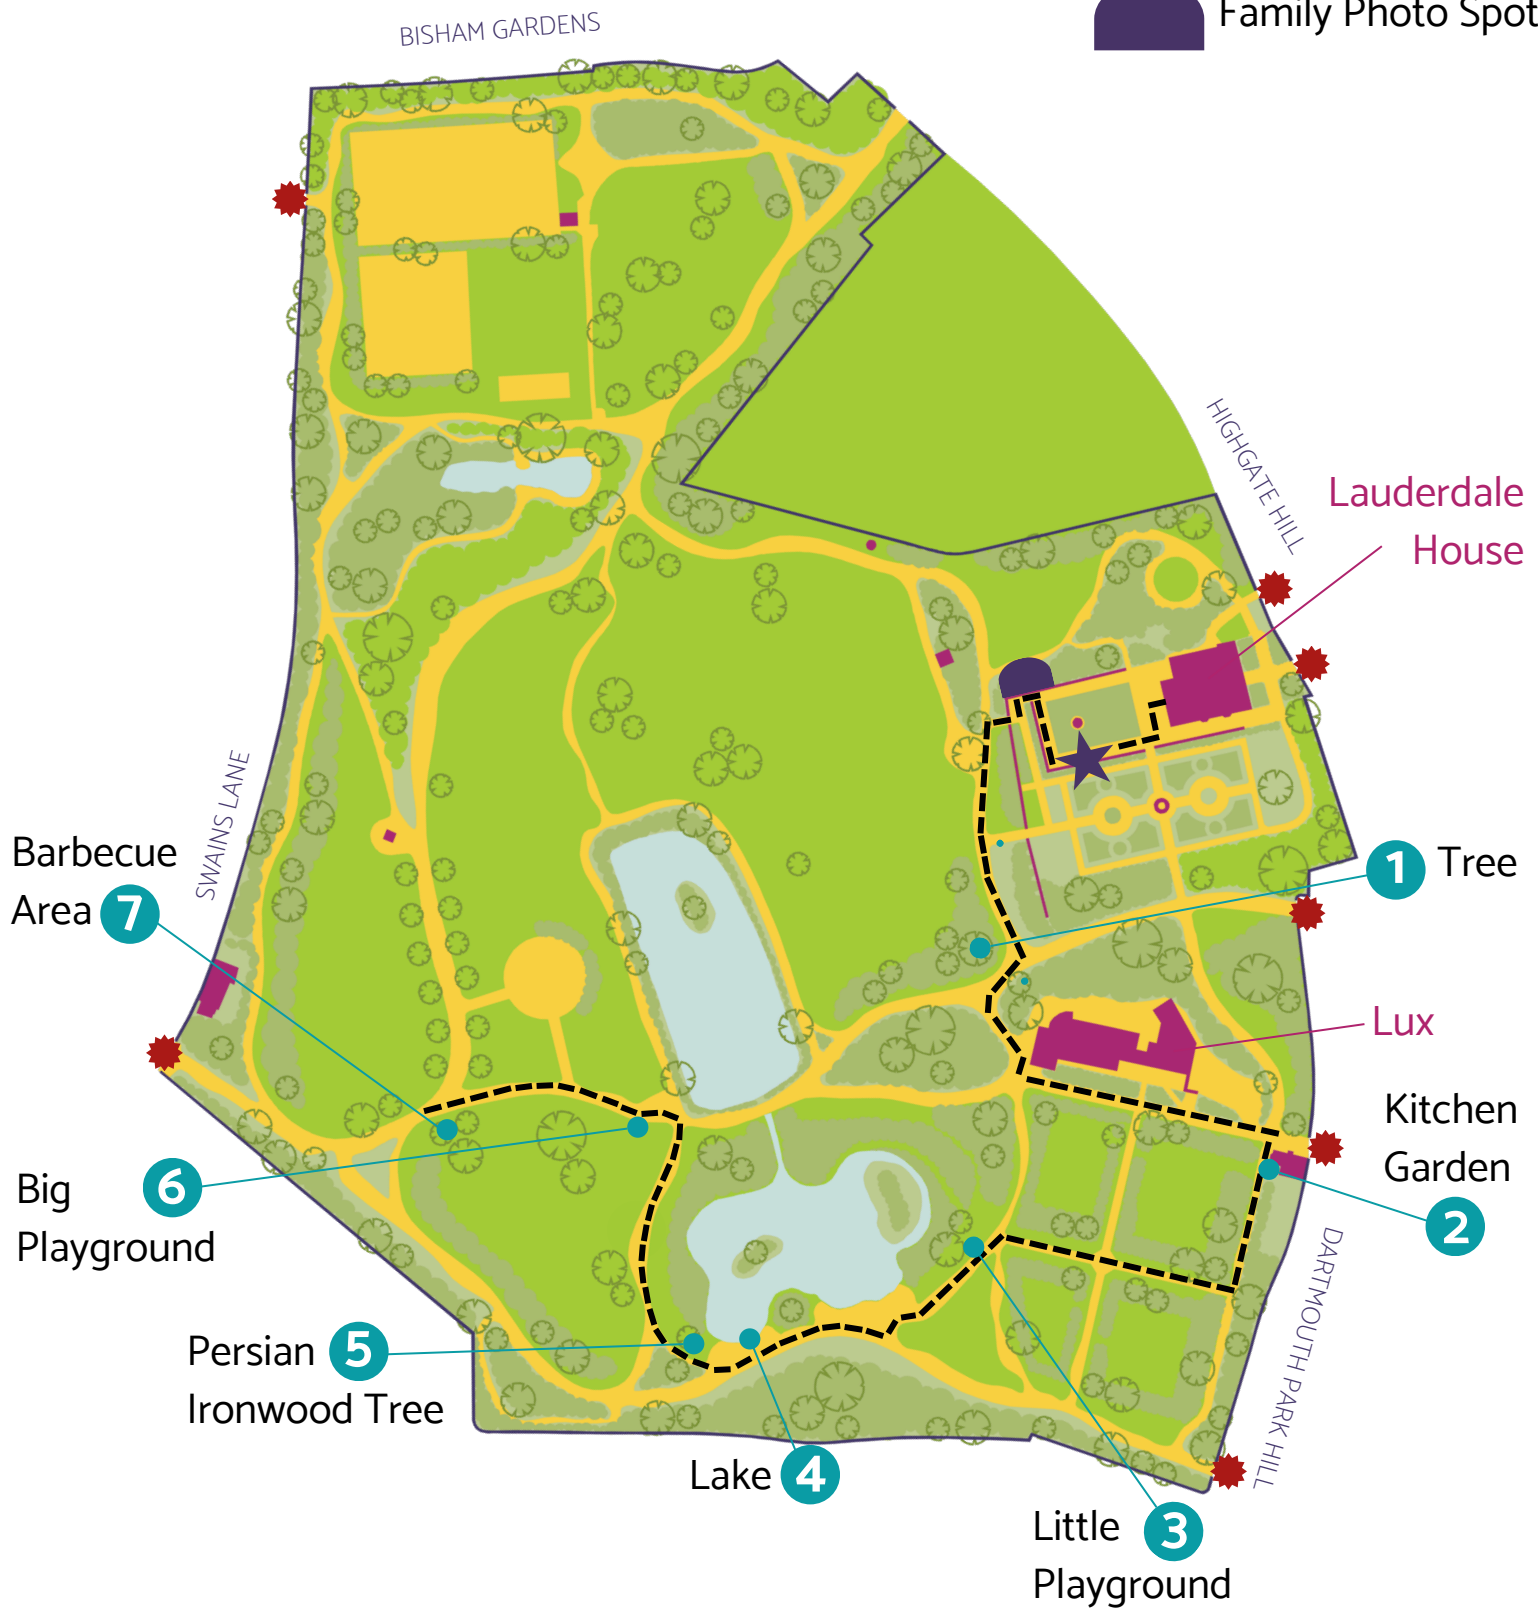 Family Photo Spot
BISHAM GARDENS
HIGHGATE HILL
Lauderdale
House
SWAINS LANE
Barbecue
Area 7
1 Tree
Lux
Kitchen
Garden
2
Big 6
Playground
DARTMOUTH PARK HILL
Persian 5
Ironwood Tree
Lake 4
Little 3
Playground